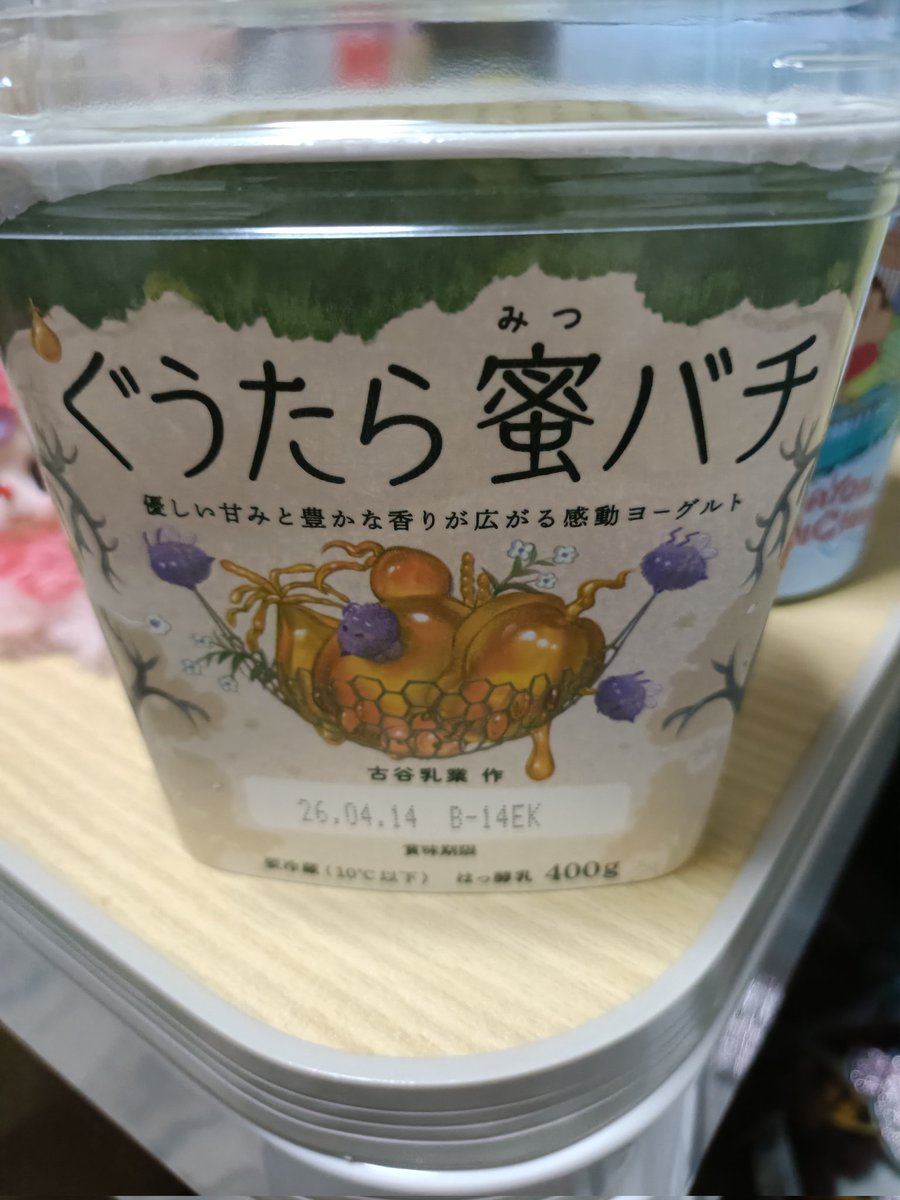 みつ
ぐうたら蜜バチ
優しい甘みと豊かな香りが広がる感動ヨーグルト
古谷乳業 作
26.04.14 B-14EK
賞味期限
要冷蔵(10℃以下) はっ酵乳 400g